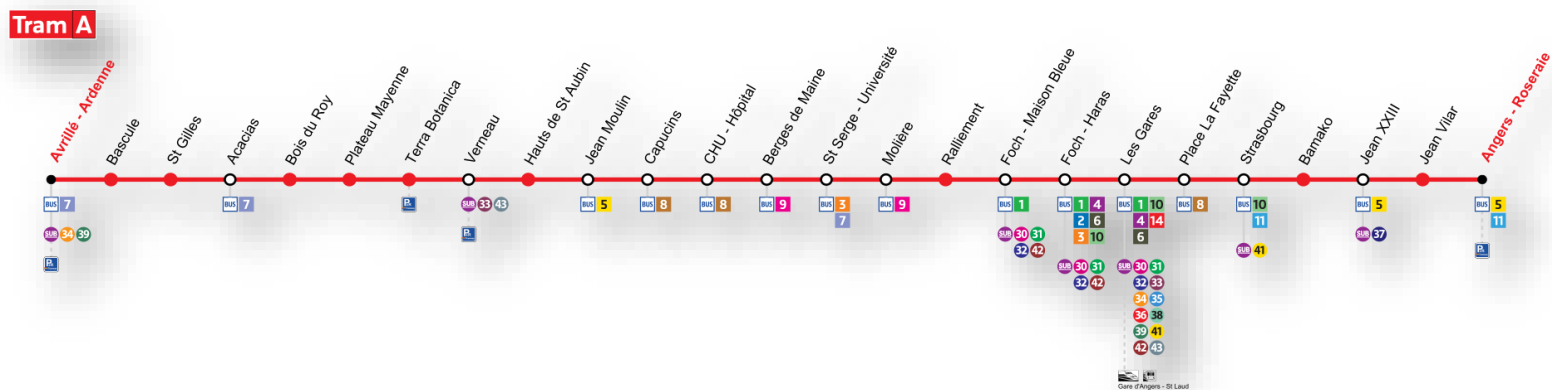 Tram A
Avrillé - Ardenne
Bascule
St Gilles
Acacias
Bois du Roy
Plateau Mayenne
Terra Botanica
Verneau
Hauts de St Aubin
Jean Moulin
Capucins
CHU - Hôpital
Berges de Maine
St Serge - Université
Molière
Ralliement
Foch - Maison Bleue
Foch - Haras
Les Gares
Place La Fayette
Strasbourg
Bamako
Jean XXIII
Jean Vilar
Angers - Roseraie
BUS 7
SUB 34 39
P
BUS 7
P
SUB 33 43
P
BUS 5
BUS 8
BUS 8
BUS 9
BUS 3
7
BUS 9
BUS 1
SUB 30 31
32 42
BUS 1 4
2 6
3 10
SUB 30 31
32 42
BUS 1 10
4 14
6
SUB 30 31
32 33
34 35
36 38
39 41
42 43
Gare d'Angers - St Laud
BUS 8
BUS 10
11
SUB 41
BUS 5
SUB 37
BUS 5
11
P